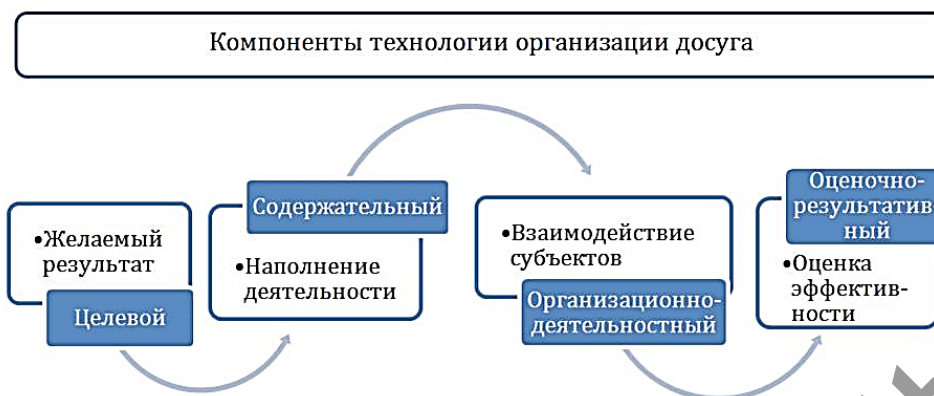 Компоненты технологии организации досуга
•Желаемый
результат
Целевой
Содержательный
•Наполнение
деятельности
•Взаимодействие
субъектов
Организационно-
деятельностный
Оценочно-
результатив-
ный
•Оценка
эффектив-
ности